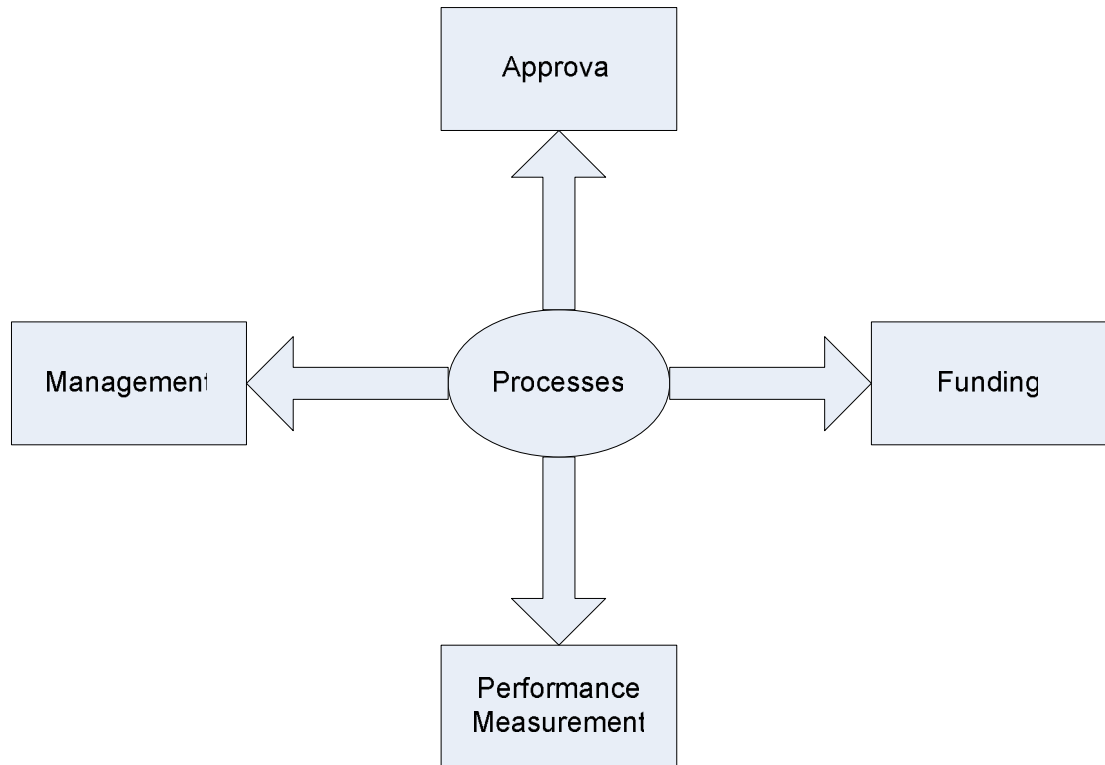 Approva
Management
Processes
Funding
Performance
Measurement